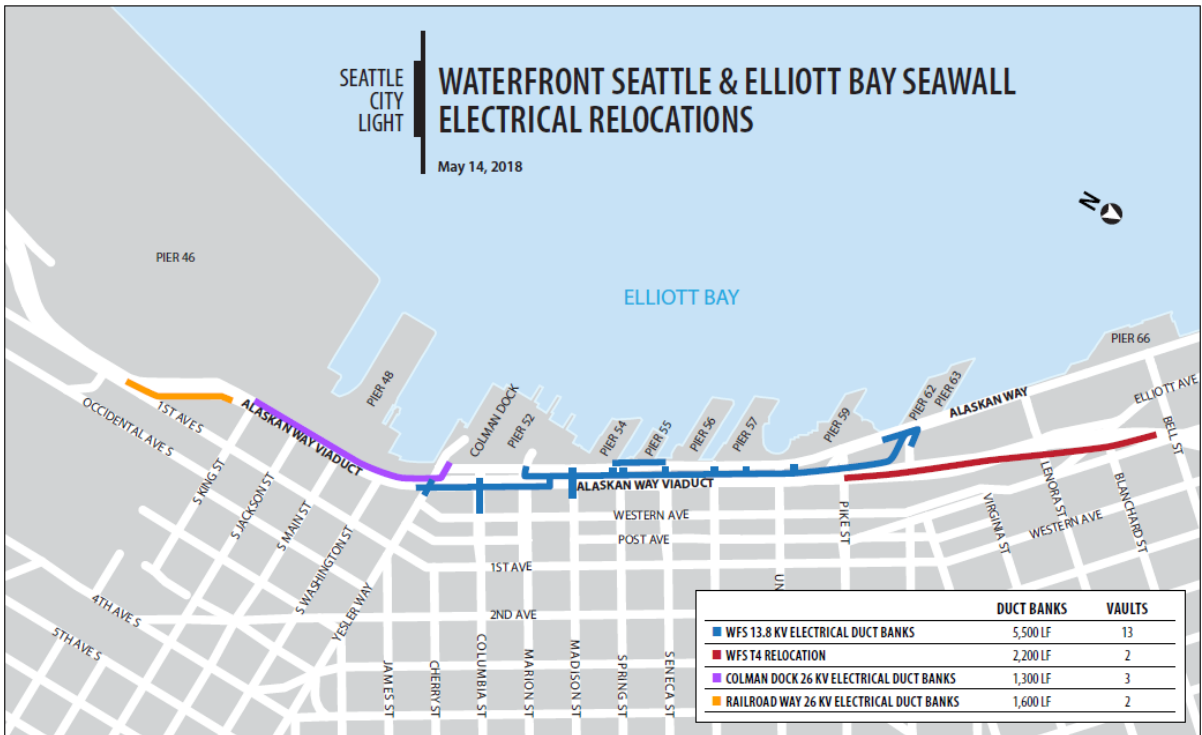 SEATTLE
CITY
LIGHT
WATERFRONT SEATTLE & ELLIOTT BAY SEAWALL
ELECTRICAL RELOCATIONS
May 14, 2018
N
PIER 46
ELLIOTT BAY
PIER 66
PIER 48
COLMAN DOCK
PIER 52
PIER 54
PIER 55
PIER 56
PIER 57
PIER 59
PIER 62
PIER 63
ALASKAN WAY
ELLIOTT AVE
BELL ST
OCCIDENTAL AVE S
1ST AVE S
ALASKAN WAY VIADUCT
ALASKAN WAY VIADUCT
S KING ST
S JACKSON ST
S MAIN ST
S WASHINGTON ST
YESLER WAY
4TH AVE S
5TH AVE S
WESTERN AVE
POST AVE
1ST AVE
2ND AVE
JAMES ST
CHERRY ST
COLUMBIA ST
MARION ST
MADISON ST
SPRING ST
SENECA ST
UN
PIKE ST
VIRGINIA ST
LENORA ST
WESTERN AVE
BLANCHARD ST
DUCT BANKS VAULTS
WFS 13.8 KV ELECTRICAL DUCT BANKS 5,500 LF 13
WFS T4 RELOCATION 2,200 LF 2
COLMAN DOCK 26 KV ELECTRICAL DUCT BANKS 1,300 LF 3
RAILROAD WAY 26 KV ELECTRICAL DUCT BANKS 1,600 LF 2